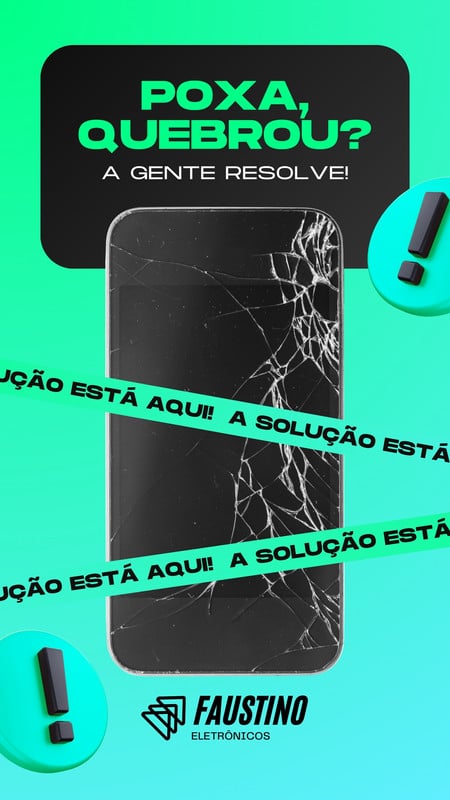 POXA,
QUEBROU?
A GENTE RESOLVE!
UÇÃO ESTÁ AQUI! A SOLUÇÃO ESTÁ
UÇÃO ESTÁ AQUI! A SOLUÇÃO ESTÁ
FAUSTINO
ELETRÔNICOS